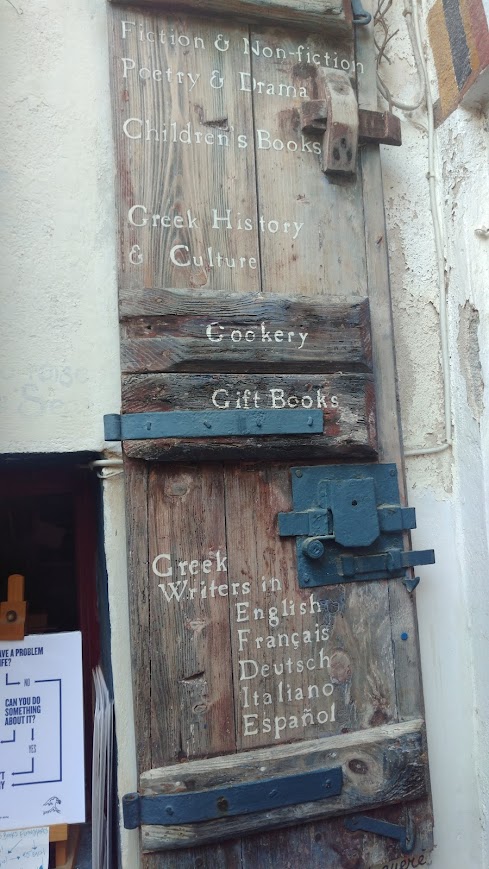 Fiction & Non-fiction
Poetry & Drama
Children's Books
Greek History
& Culture
Cookery
Gift Books
Greek
Writers in
English
Français
Deutsch
Italiano
Español
A PROBLEM
CAN YOU DO
SOMETHING
ABOUT IT?
NO
YES